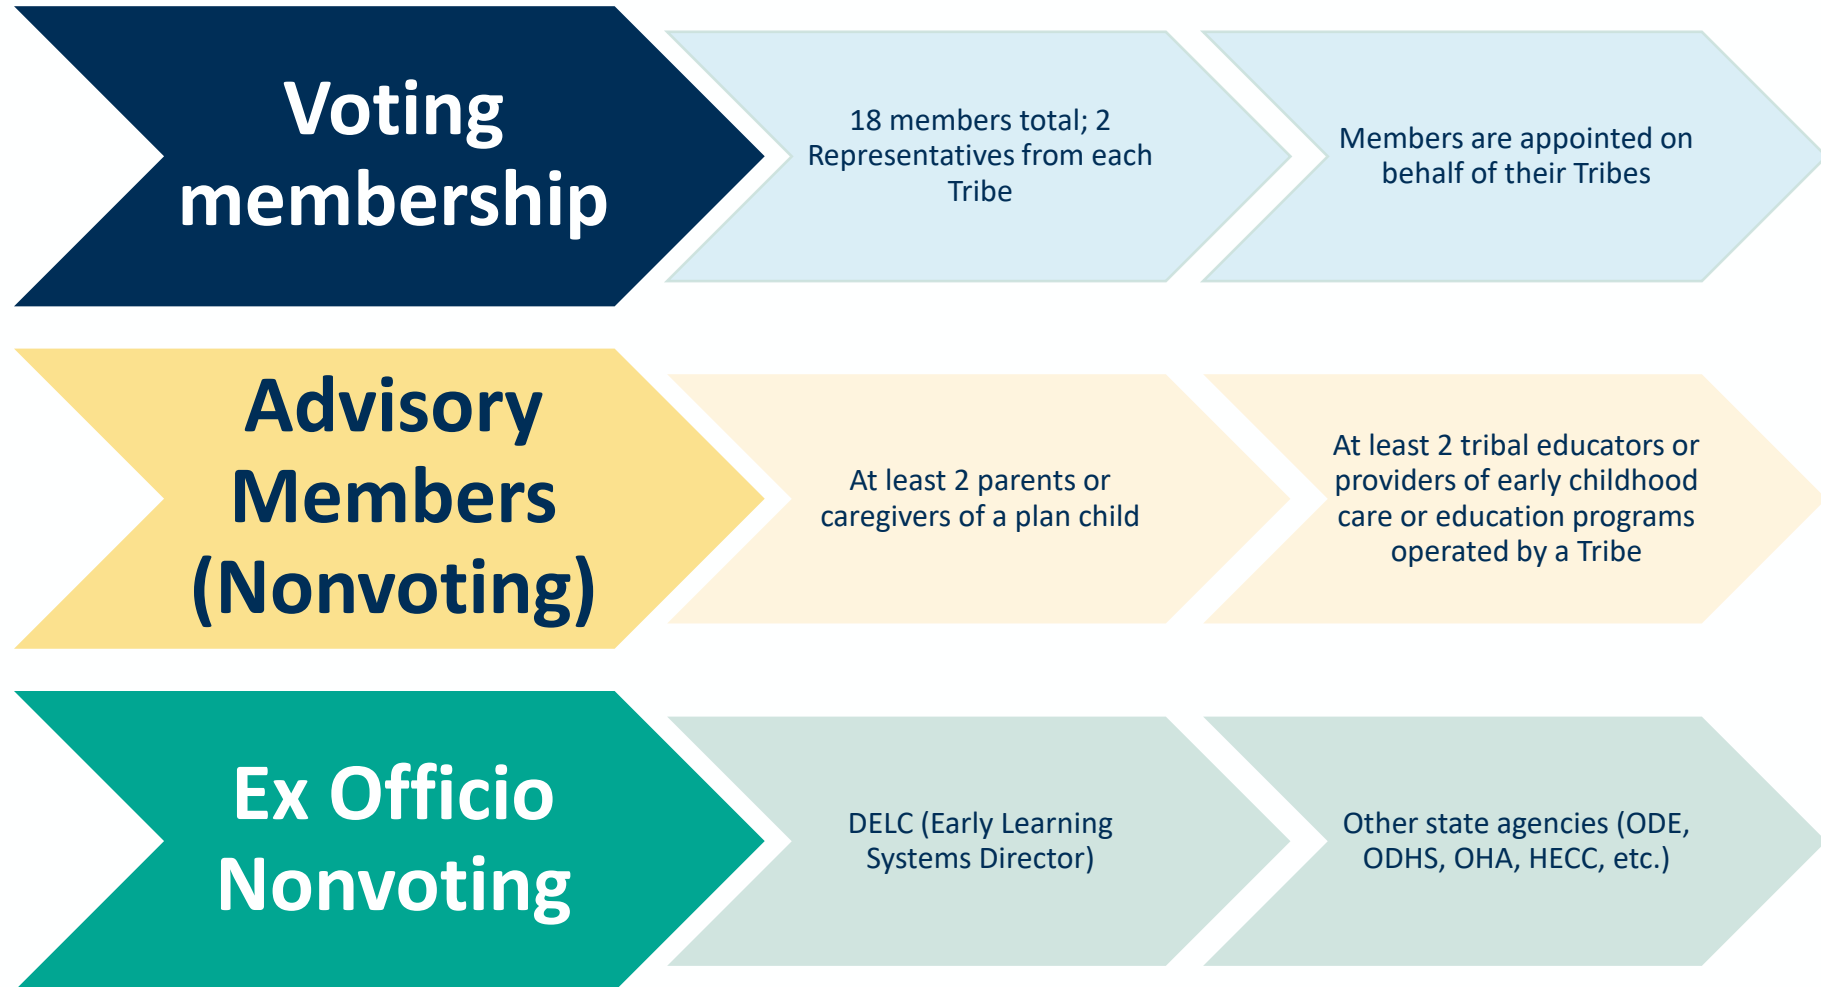 Voting
membership
18 members total; 2
Representatives from each
Tribe
Members are appointed on
behalf of their Tribes
Advisory
Members
(Nonvoting)
At least 2 parents or
caregivers of a plan child
At least 2 tribal educators or
providers of early childhood
care or education programs
operated by a Tribe
Ex Officio
Nonvoting
DELC (Early Learning
Systems Director)
Other state agencies (ODE,
ODHS, OHA, HECC, etc.)